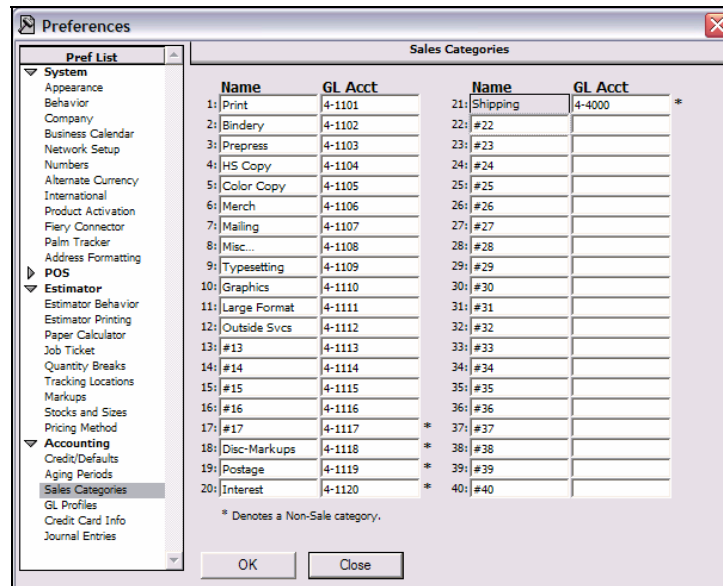 Preferences
Pref List
System
Appearance
Behavior
Company
Business Calendar
Network Setup
Numbers
Alternate Currency
International
Product Activation
Fiery Connector
Palm Tracker
Address Formatting
POS
Estimator
Estimator Behavior
Estimator Printing
Paper Calculator
Job Ticket
Quantity Breaks
Tracking Locations
Markups
Stocks and Sizes
Pricing Method
Accounting
Credit/Defaults
Aging Periods
Sales Categories
GL Profiles
Credit Card Info
Journal Entries
Sales Categories
Name GL Acct
1: Print 4-1101
2: Bindery 4-1102
3: Prepress 4-1103
4: HS Copy 4-1104
5: Color Copy 4-1105
6: Merch 4-1106
7: Mailing 4-1107
8: Misc... 4-1108
9: Typesetting 4-1109
10: Graphics 4-1110
11: Large Format 4-1111
12: Outside Svcs 4-1112
13: #13 4-1113
14: #14 4-1114
15: #15 4-1115
16: #16 4-1116
17: #17 4-1117 *
18: Disc-Markups 4-1118 *
19: Postage 4-1119 *
20: Interest 4-1120 *
Name GL Acct
21: Shipping 4-4000 *
22: #22
23: #23
24: #24
25: #25
26: #26
27: #27
28: #28
29: #29
30: #30
31: #31
32: #32
33: #33
34: #34
35: #35
36: #36
37: #37
38: #38
39: #39
40: #40
* Denotes a Non-Sale category.
OK Close